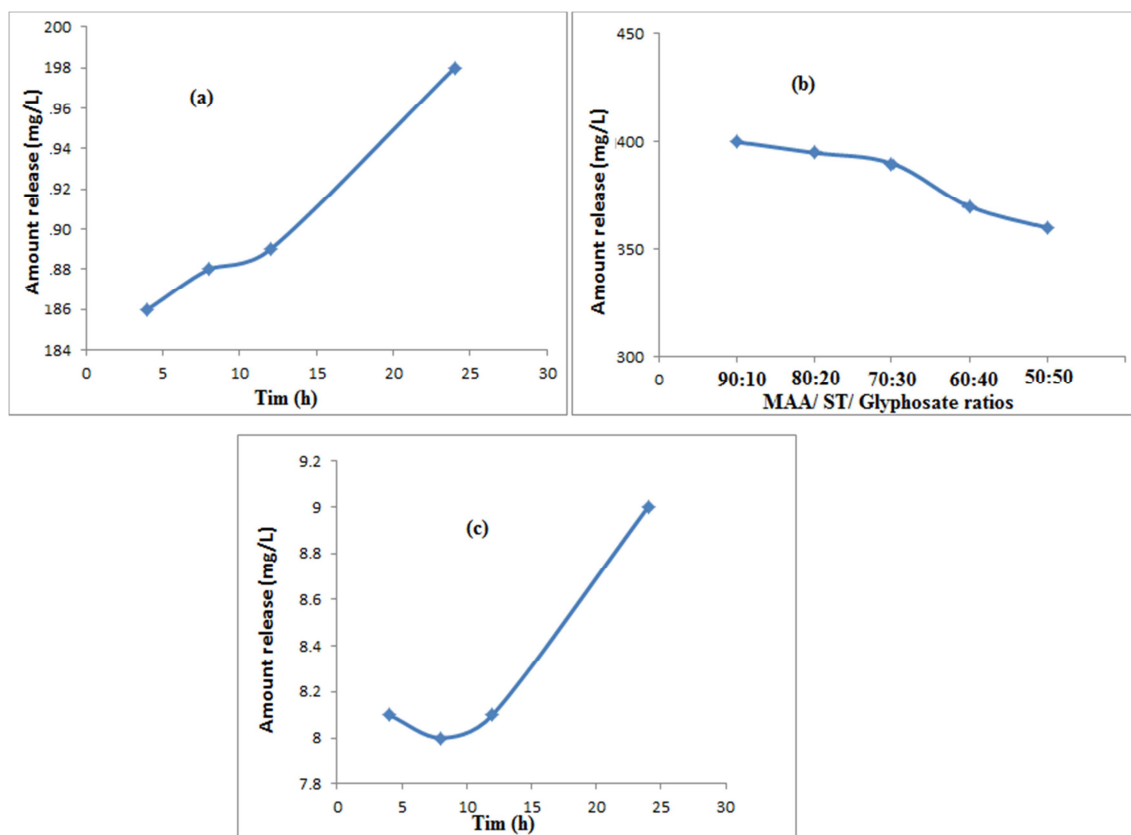 (a)
Amount release (mg/L)
200
198
.96
.94
.92
.90
.88
186
184
0 5 10 15 20 25 30
Tim (h)
(b)
Amount release (mg/L)
450
400
350
300
0 90:10 80:20 70:30 60:40 50:50
MAA/ ST/ Glyphosate ratios
(c)
Amount release (mg/L)
9.2
9
8.8
8.6
8.4
8.2
8
7.8
0 5 10 15 20 25 30
Tim (h)